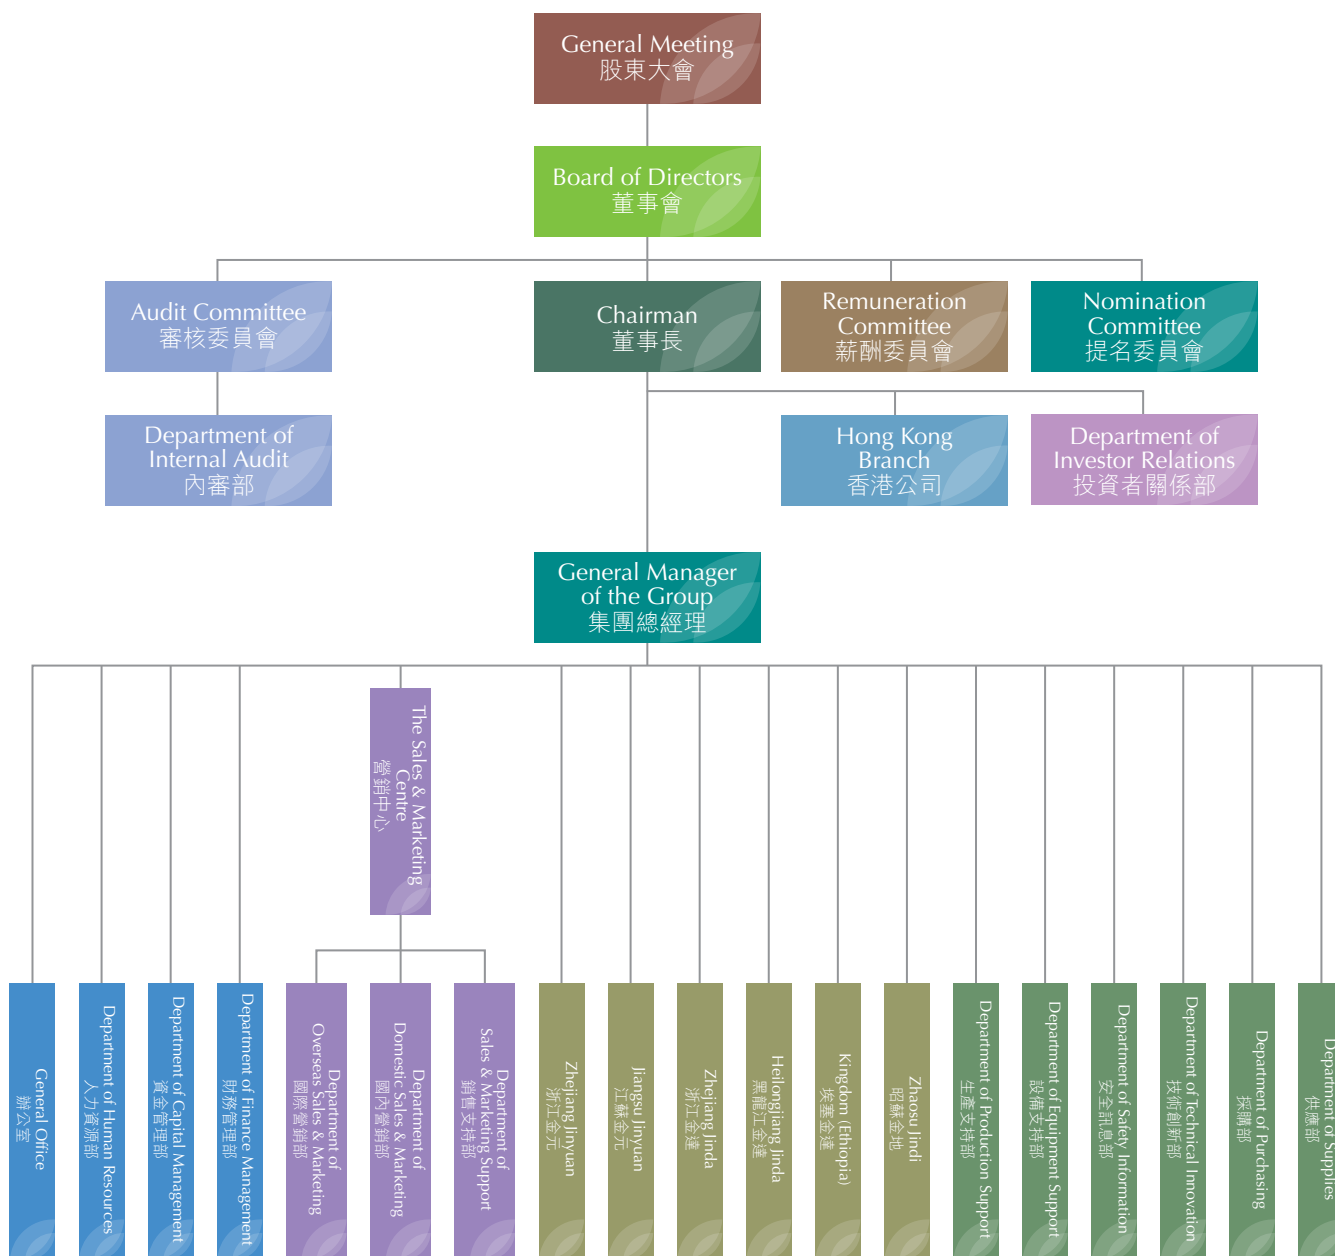 General Meeting
股東大會
Board of Directors
董事會
Audit Committee
審核委員會
Chairman
董事長
Remuneration
Committee
薪酬委員會
Nomination
Committee
提名委員會
Department of
Internal Audit
內審部
Hong Kong
Branch
香港公司
Department of
Investor Relations
投資者關係部
General Manager
of the Group
集團總經理
The Sales & Marketing
Centre
營銷中心
General Office
辦公室
Department of Human Resources
人力資源部
Department of Capital Management
資金管理部
Department of Finance Management
財務管理部
Department of
Overseas Sales & Marketing
國際營銷部
Department of
Domestic Sales & Marketing
國內營銷部
Department of
Sales & Marketing Support
銷售支持部
Zhejiang Jinyuan
浙江金元
Jiangsu Jinyuan
江蘇金元
Zhejiang Jinda
浙江金達
Heilongjiang Jinda
黑龍江金達
Kingdom (Ethiopia)
埃塞金達
Zhaosu Jindi
昭蘇金地
Department of Production Support
生產支持部
Department of Equipment Support
設備支持部
Department of Safety Information
安全訊息部
Department of Technical Innovation
技術創新部
Department of Purchasing
採購部
Department of Supplies
供應部